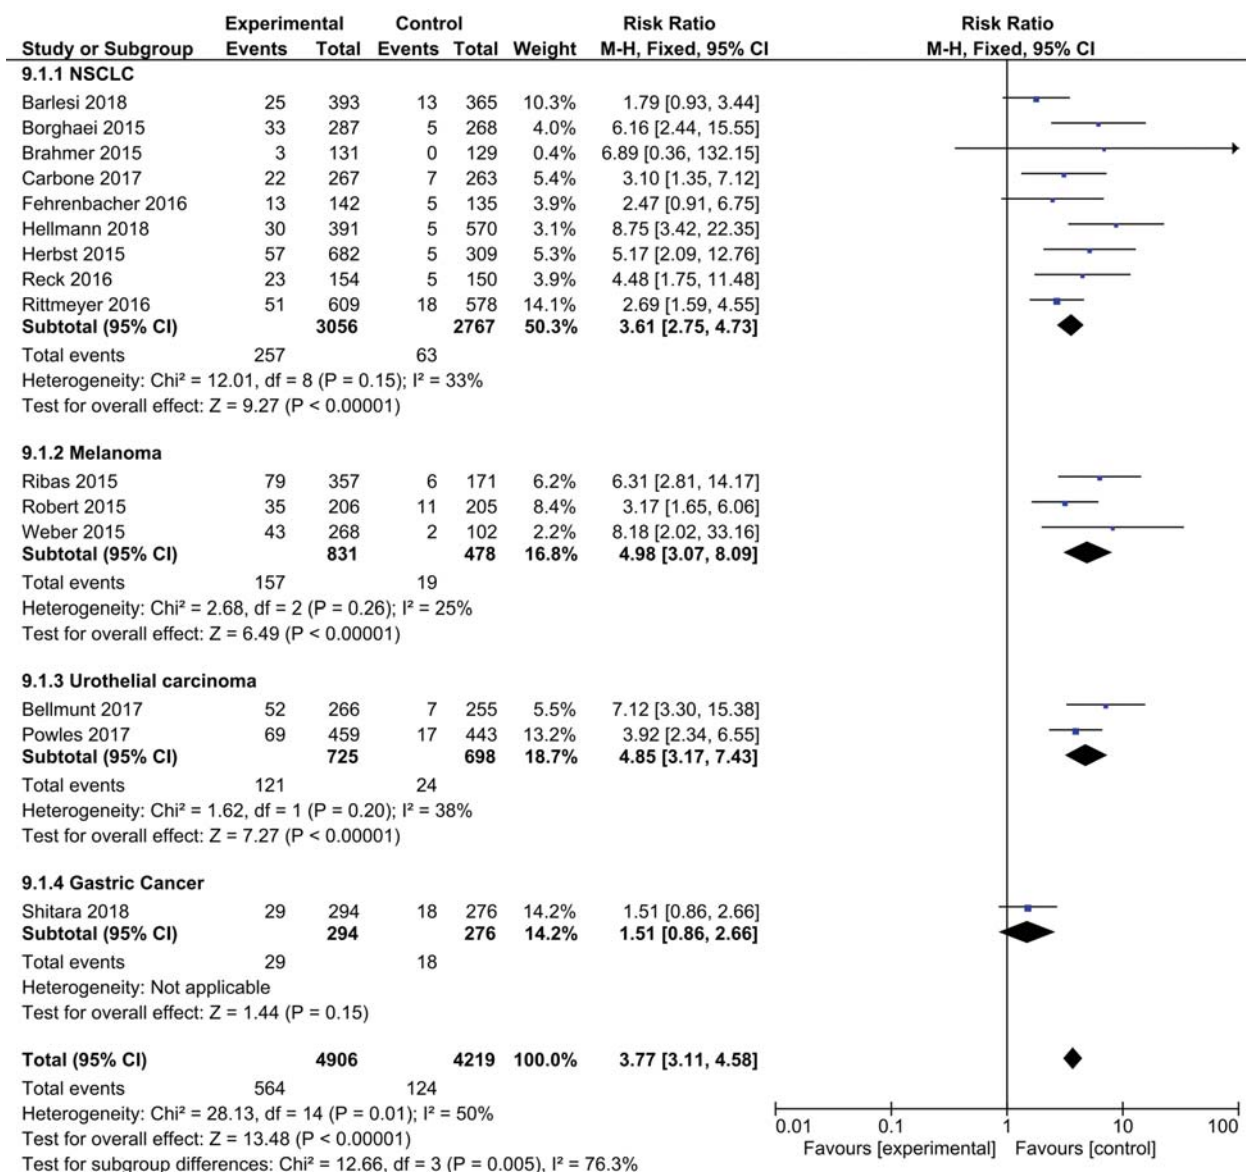 Experimental Control Risk Ratio Risk Ratio
Study or Subgroup Events Total Events Total Weight M-H, Fixed, 95% CI M-H, Fixed, 95% CI
9.1.1 NSCLC
Barlesi 2018 25 393 13 365 10.3% 1.79 [0.93, 3.44]
Borghaei 2015 33 287 5 268 4.0% 6.16 [2.44, 15.55]
Brahmer 2015 3 131 0 129 0.4% 6.89 [0.36, 132.15]
Carbone 2017 22 267 7 263 5.4% 3.10 [1.35, 7.12]
Fehrenbacher 2016 13 142 5 135 3.9% 2.47 [0.91, 6.75]
Hellmann 2018 30 391 5 570 3.1% 8.75 [3.42, 22.35]
Herbst 2015 57 682 5 309 5.3% 5.17 [2.09, 12.76]
Reck 2016 23 154 5 150 3.9% 4.48 [1.75, 11.48]
Rittmeyer 2016 51 609 18 578 14.1% 2.69 [1.59, 4.55]
Subtotal (95% CI) 3056 2767 50.3% 3.61 [2.75, 4.73]
Total events 257 63
Heterogeneity: Chi² = 12.01, df = 8 (P = 0.15); I² = 33%
Test for overall effect: Z = 9.27 (P < 0.00001)
9.1.2 Melanoma
Ribas 2015 79 357 6 171 6.2% 6.31 [2.81, 14.17]
Robert 2015 35 206 11 205 8.4% 3.17 [1.65, 6.06]
Weber 2015 43 268 2 102 2.2% 8.18 [2.02, 33.16]
Subtotal (95% CI) 831 478 16.8% 4.98 [3.07, 8.09]
Total events 157 19
Heterogeneity: Chi² = 2.68, df = 2 (P = 0.26); I² = 25%
Test for overall effect: Z = 6.49 (P < 0.00001)
9.1.3 Urothelial carcinoma
Bellmunt 2017 52 266 7 255 5.5% 7.12 [3.30, 15.38]
Powles 2017 69 459 17 443 13.2% 3.92 [2.34, 6.55]
Subtotal (95% CI) 725 698 18.7% 4.85 [3.17, 7.43]
Total events 121 24
Heterogeneity: Chi² = 1.62, df = 1 (P = 0.20); I² = 38%
Test for overall effect: Z = 7.27 (P < 0.00001)
9.1.4 Gastric Cancer
Shitara 2018 29 294 18 276 14.2% 1.51 [0.86, 2.66]
Subtotal (95% CI) 294 276 14.2% 1.51 [0.86, 2.66]
Total events 29 18
Heterogeneity: Not applicable
Test for overall effect: Z = 1.44 (P = 0.15)
Total (95% CI) 4906 4219 100.0% 3.77 [3.11, 4.58]
Total events 564 124
Heterogeneity: Chi² = 28.13, df = 14 (P = 0.01); I² = 50%
Test for overall effect: Z = 13.48 (P < 0.00001)
Test for subgroup differences: Chi² = 12.66, df = 3 (P = 0.005), I² = 76.3%
0.01 0.1 1 10 100
Favours [experimental] Favours [control]